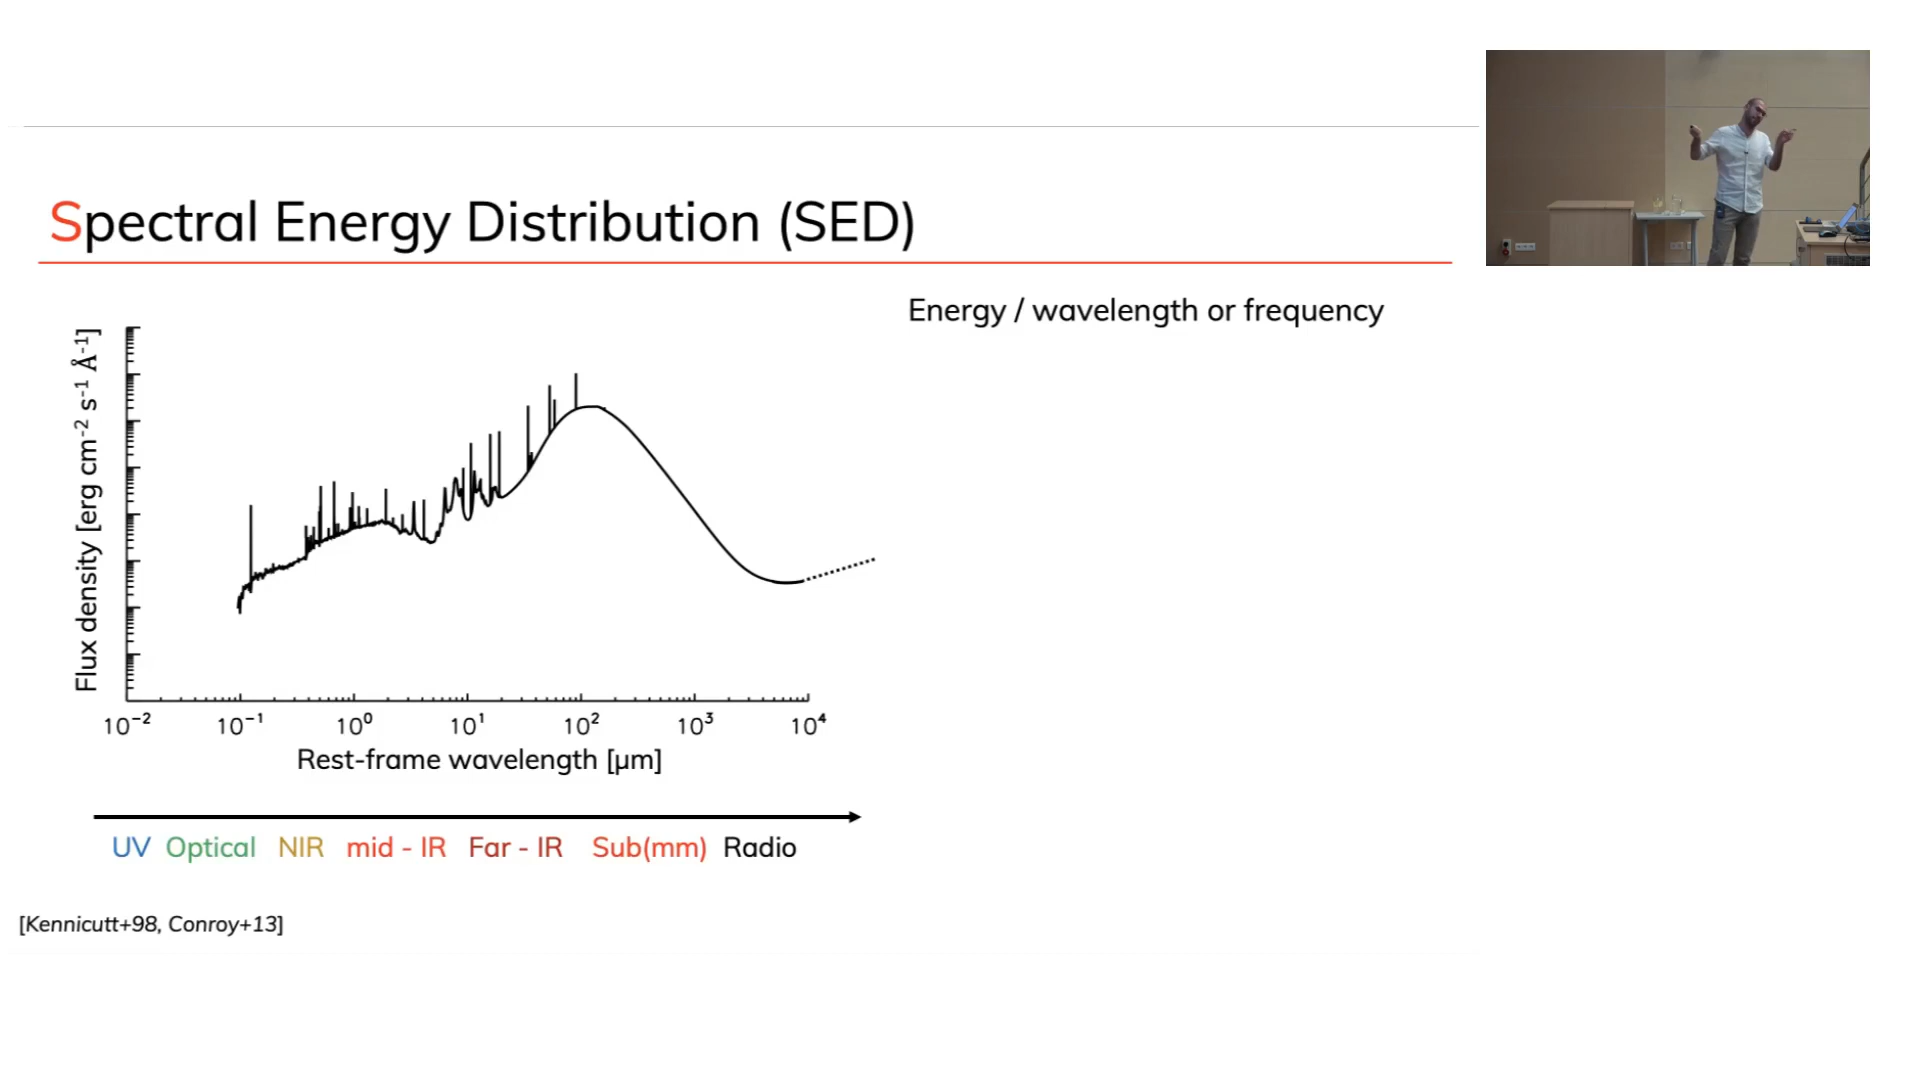 Spectral Energy Distribution (SED)
Energy / wavelength or frequency
Flux density [erg cm⁻² s⁻¹ Å⁻¹]
10⁻² 10⁻¹ 10⁰ 10¹ 10² 10³ 10⁴
Rest-frame wavelength [μm]
UV Optical NIR mid - IR Far - IR Sub(mm) Radio
[Kennicutt+98, Conroy+13]